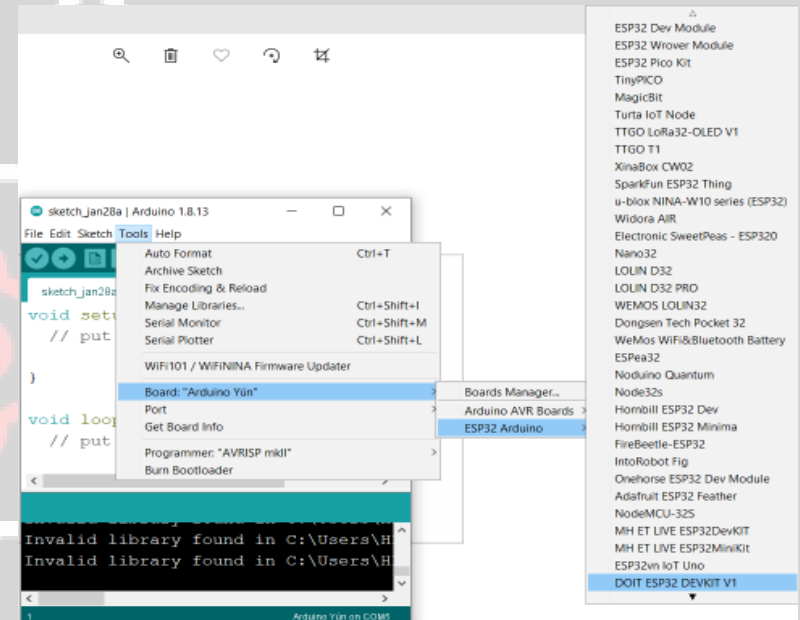 sketch_jan28a | Arduino 1.8.13
File Edit Sketch Tools Help
sketch_jan28a
void setu
// put
}
void loop
// put
Auto Format Ctrl+T
Archive Sketch
Fix Encoding & Reload
Manage Libraries... Ctrl+Shift+I
Serial Monitor Ctrl+Shift+M
Serial Plotter Ctrl+Shift+L
WiFi101 / WiFiNINA Firmware Updater
Board: "Arduino Yún"
Port
Get Board Info
Programmer: "AVRISP mkII"
Burn Bootloader
Boards Manager...
Arduino AVR Boards
ESP32 Arduino
ESP32 Dev Module
ESP32 Wrover Module
ESP32 Pico Kit
TinyPICO
MagicBit
Turta IoT Node
TTGO LoRa32-OLED V1
TTGO T1
XinaBox CW02
SparkFun ESP32 Thing
u-blox NINA-W10 series (ESP32)
Widora AIR
Electronic SweetPeas - ESP320
Nano32
LOLIN D32
LOLIN D32 PRO
WEMOS LOLIN32
Dongsen Tech Pocket 32
WeMos WiFi&Bluetooth Battery
ESPea32
Noduino Quantum
Node32s
Hornbill ESP32 Dev
Hornbill ESP32 Minima
FireBeetle-ESP32
IntoRobot Fig
Onehorse ESP32 Dev Module
Adafruit ESP32 Feather
NodeMCU-32S
MH ET LIVE ESP32DevKIT
MH ET LIVE ESP32MiniKit
ESP32vn IoT Uno
DOIT ESP32 DEVKIT V1
Invalid library found in C:\Users\H
Invalid library found in C:\Users\H
Invalid library found in C:\Users\H
1 Arduino Yún on COM5